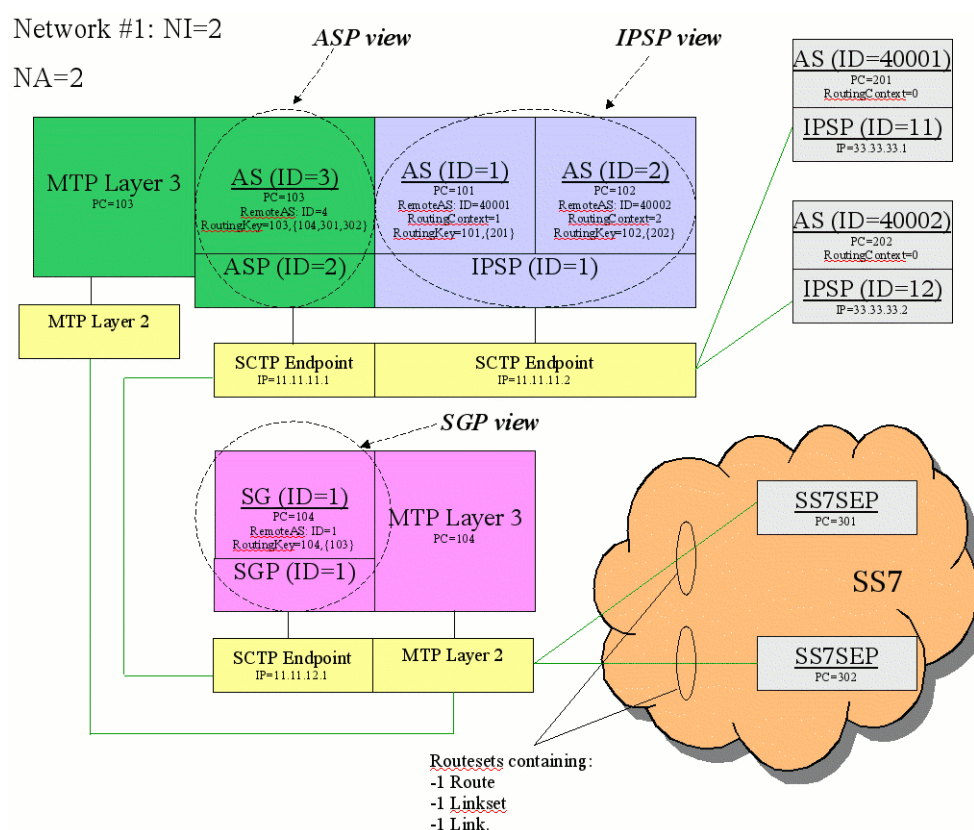 Network #1: NI=2
NA=2
ASP view
IPSP view
AS (ID=40001)
PC=201
RoutingContext=0
IPSP (ID=11)
IP=33.33.33.1
MTP Layer 3
PC=103
AS (ID=3)
PC=103
RemoteAS: ID=4
RoutingKey=103,{104,301,302}
ASP (ID=2)
AS (ID=1)
PC=101
RemoteAS: ID=40001
RoutingContext=1
RoutingKey=101,{201}
AS (ID=2)
PC=102
RemoteAS: ID=40002
RoutingContext=2
RoutingKey=102,{202}
IPSP (ID=1)
AS (ID=40002)
PC=202
RoutingContext=0
IPSP (ID=12)
IP=33.33.33.2
MTP Layer 2
SCTP Endpoint
IP=11.11.11.1
SCTP Endpoint
IP=11.11.11.2
SGP view
SG (ID=1)
PC=104
RemoteAS: ID=1
RoutingKey=104,{103}
SGP (ID=1)
MTP Layer 3
PC=104
SCTP Endpoint
IP=11.11.12.1
MTP Layer 2
SS7SEP
PC=301
SS7
SS7SEP
PC=302
Routesets containing:
-1 Route
-1 Linkset
-1 Link.